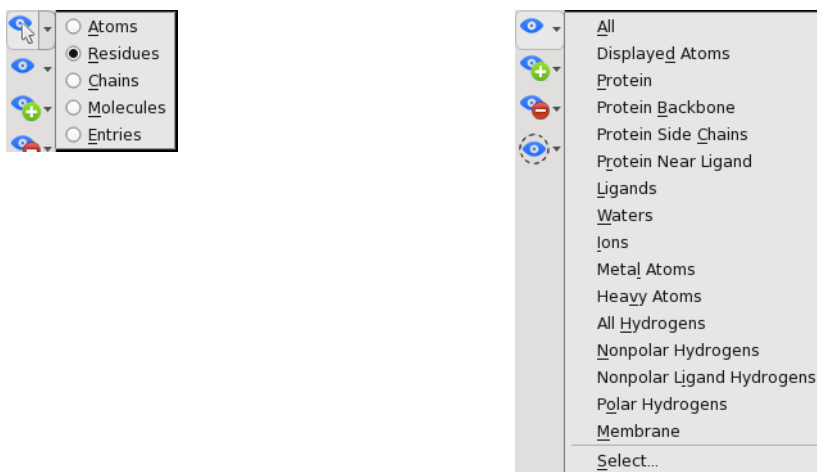 Atoms
Residues
Chains
Molecules
Entries
All
Displayed Atoms
Protein
Protein Backbone
Protein Side Chains
Protein Near Ligand
Ligands
Waters
Ions
Metal Atoms
Heavy Atoms
All Hydrogens
Nonpolar Hydrogens
Nonpolar Ligand Hydrogens
Polar Hydrogens
Membrane
Select...